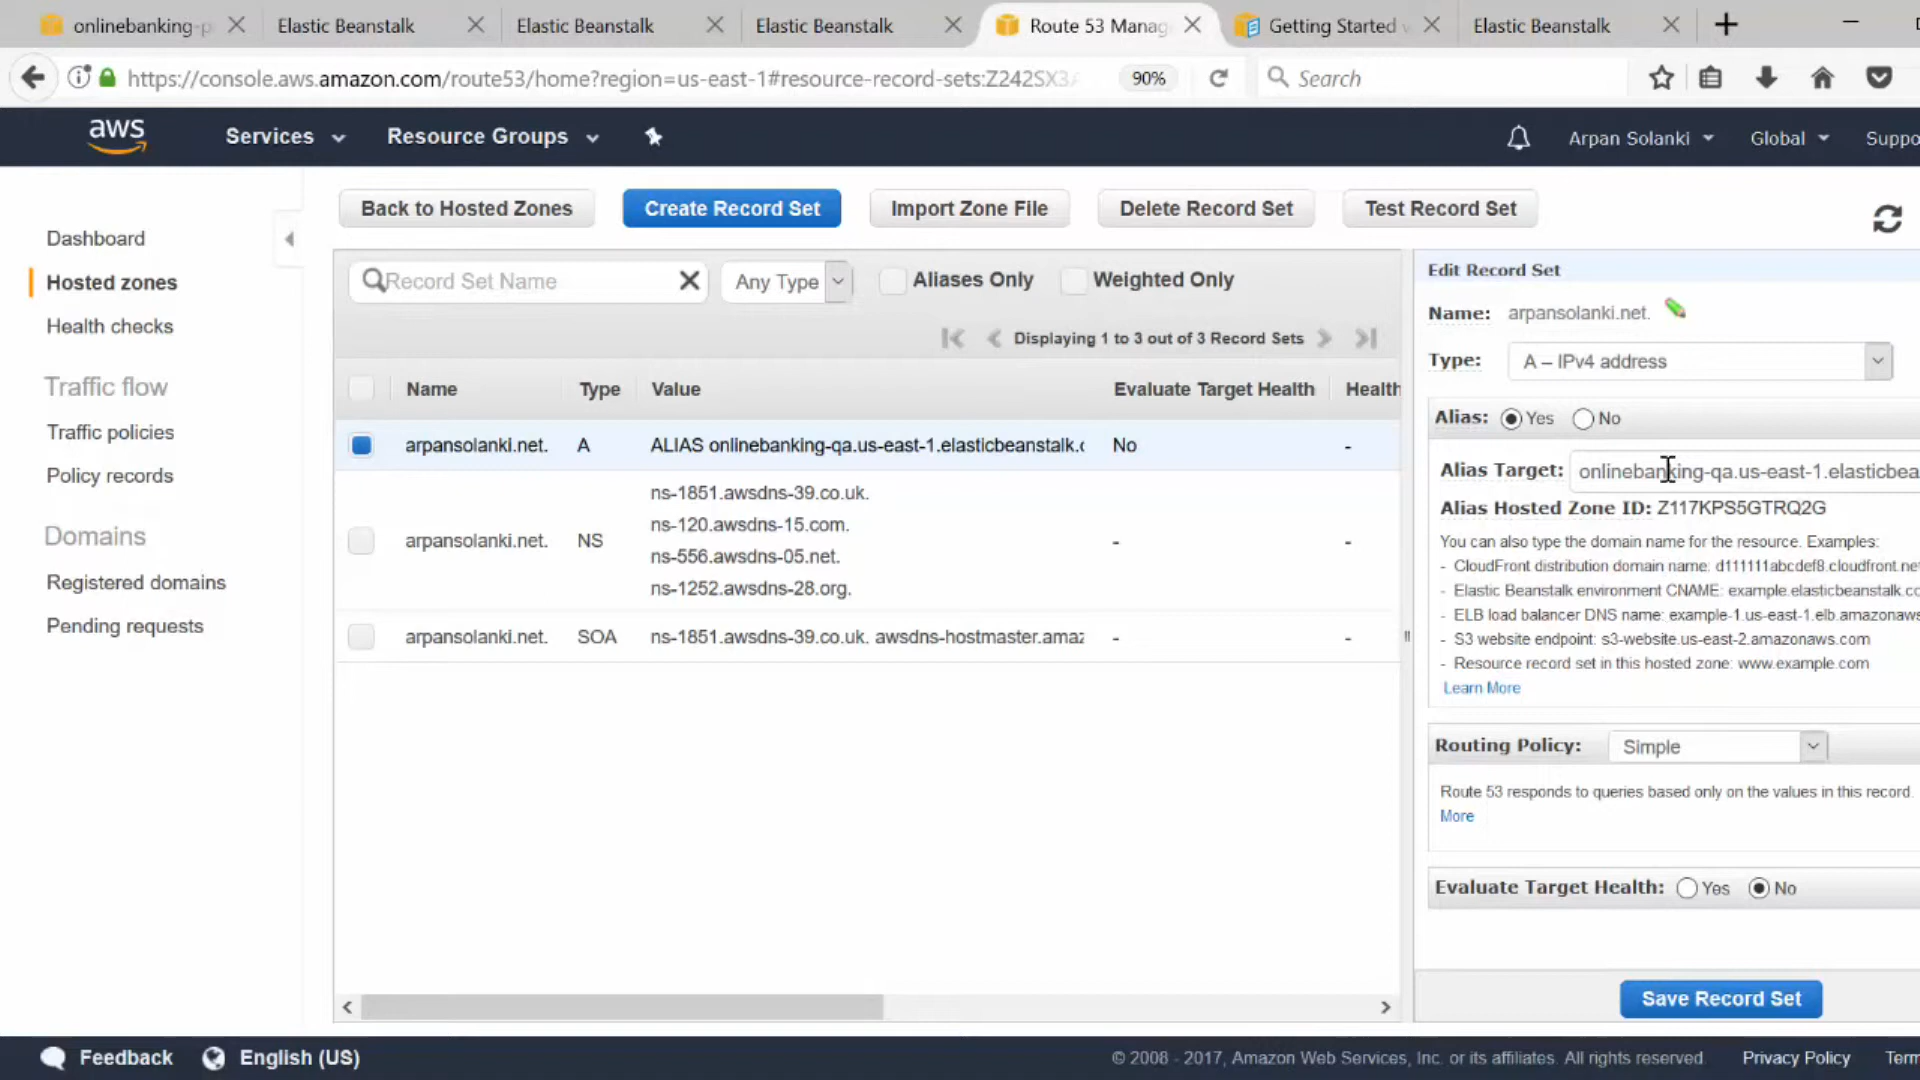 onlinebanking-p
Elastic Beanstalk
Elastic Beanstalk
Elastic Beanstalk
Route 53 Manag
Getting Started
Elastic Beanstalk
https://console.aws.amazon.com/route53/home?region=us-east-1#resource-record-sets:Z242SX3
90%
Search
aws
Services
Resource Groups
Arpan Solanki
Global
Suppo
Back to Hosted Zones
Create Record Set
Import Zone File
Delete Record Set
Test Record Set
Dashboard
Hosted zones
Health checks
Traffic flow
Traffic policies
Policy records
Domains
Registered domains
Pending requests
Record Set Name
Any Type
Aliases Only
Weighted Only
Displaying 1 to 3 out of 3 Record Sets
Name Type Value Evaluate Target Health Health
arpansolanki.net. A ALIAS onlinebanking-qa.us-east-1.elasticbeanstalk.c No -
ns-1851.awsdns-39.co.uk.
ns-120.awsdns-15.com.
arpansolanki.net. NS - -
ns-556.awsdns-05.net.
ns-1252.awsdns-28.org.
arpansolanki.net. SOA ns-1851.awsdns-39.co.uk. awsdns-hostmaster.amaz - -
Edit Record Set
Name: arpansolanki.net.
Type: A – IPv4 address
Alias: Yes No
Alias Target: onlinebanking-qa.us-east-1.elasticbea
Alias Hosted Zone ID: Z117KPS5GTRQ2G
You can also type the domain name for the resource. Examples:
- CloudFront distribution domain name: d111111abcdef8.cloudfront.ne
- Elastic Beanstalk environment CNAME: example.elasticbeanstalk.co
- ELB load balancer DNS name: example-1.us-east-1.elb.amazonaws
- S3 website endpoint: s3-website.us-east-2.amazonaws.com
- Resource record set in this hosted zone: www.example.com
Learn More
Routing Policy: Simple
Route 53 responds to queries based only on the values in this record.
More
Evaluate Target Health: Yes No
Save Record Set
Feedback
English (US)
© 2008 - 2017, Amazon Web Services, Inc. or its affiliates. All rights reserved.
Privacy Policy
Term